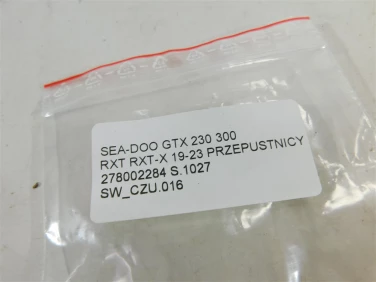 SEA-DOO GTX 230 300
RXT RXT-X 19-23 PRZEPUSTNICY
278002284 S.1027
SW_CZU.016